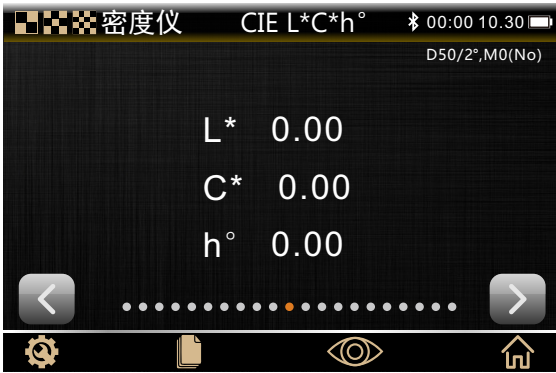 密度仪 CIE L*C*h° 00:00 10.30
D50/2°,M0(No)
L* 0.00
C* 0.00
h° 0.00